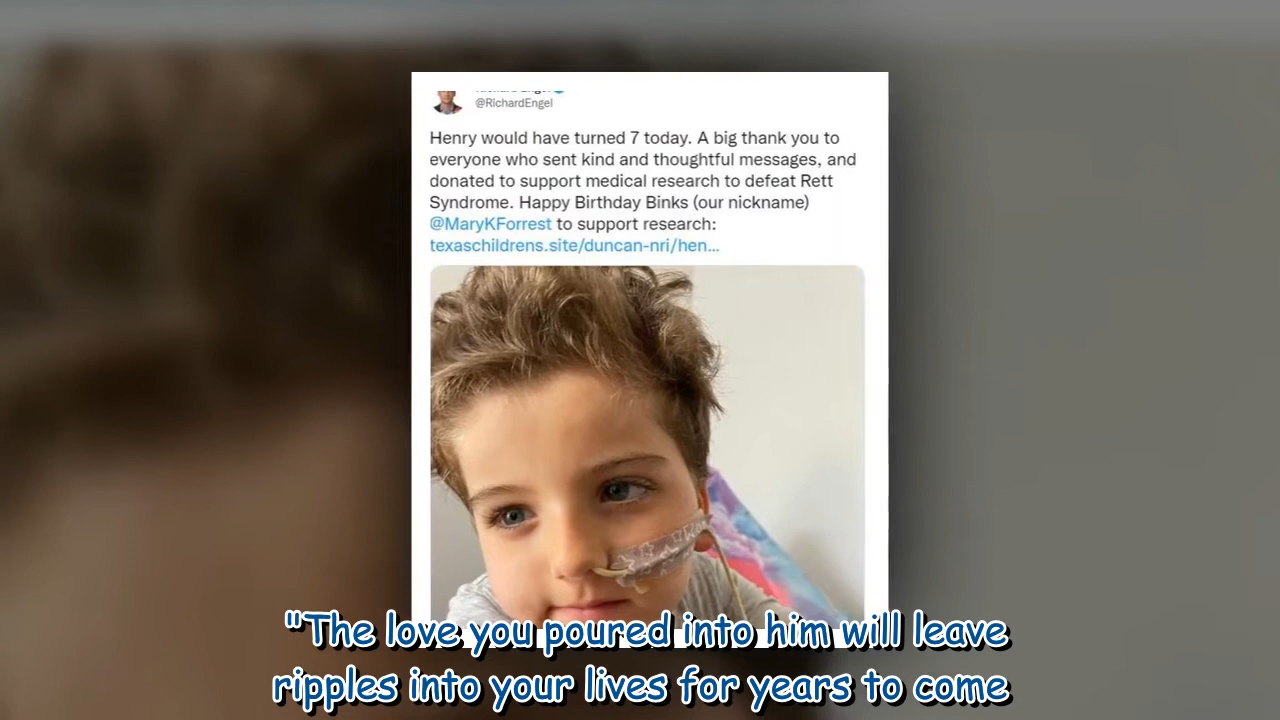 @RichardEngel
Henry would have turned 7 today. A big thank you to
everyone who sent kind and thoughtful messages, and
donated to support medical research to defeat Rett
Syndrome. Happy Birthday Binks (our nickname)
@MaryKForrest to support research:
texaschildrens.site/duncan-nri/hen...
"The love you poured into him will leave
ripples into your lives for years to come